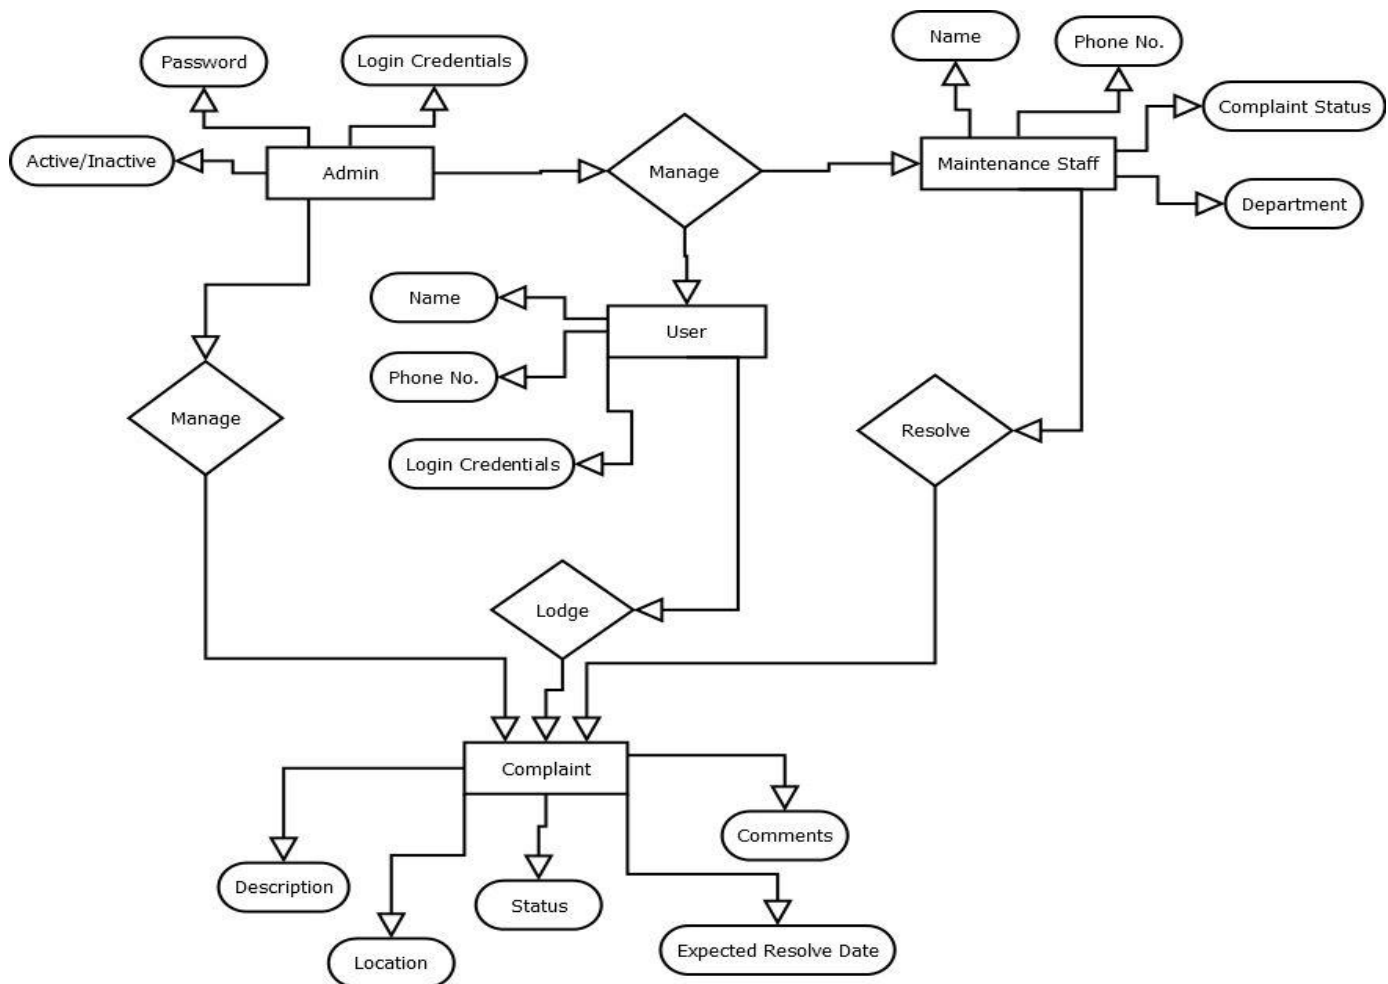 Name
Phone No.
Password
Login Credentials
Complaint Status
Active/Inactive
Admin
Manage
Maintenance Staff
Department
Name
User
Phone No.
Manage
Resolve
Login Credentials
Lodge
Complaint
Comments
Description
Status
Location
Expected Resolve Date